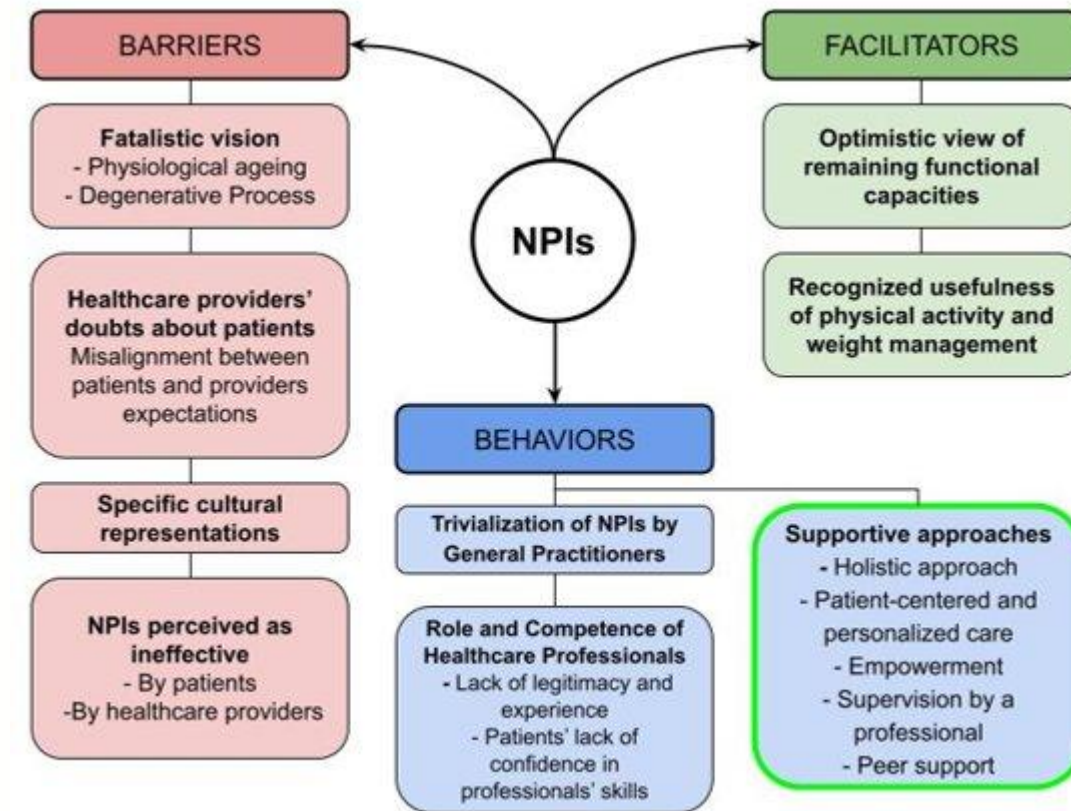 BARRIERS
Fatalistic vision
- Physiological ageing
- Degenerative Process
Healthcare providers'
doubts about patients
Misalignment between
patients and providers
expectations
Specific cultural
representations
NPIs perceived as
ineffective
- By patients
-By healthcare providers
NPIs
BEHAVIORS
Trivialization of NPIs by
General Practitioners
Role and Competence of
Healthcare Professionals
- Lack of legitimacy and
experience
- Patients' lack of
confidence in
professionals' skills
Supportive approaches
- Holistic approach
- Patient-centered and
personalized care
- Empowerment
- Supervision by a
professional
- Peer support
FACILITATORS
Optimistic view of
remaining functional
capacities
Recognized usefulness
of physical activity and
weight management